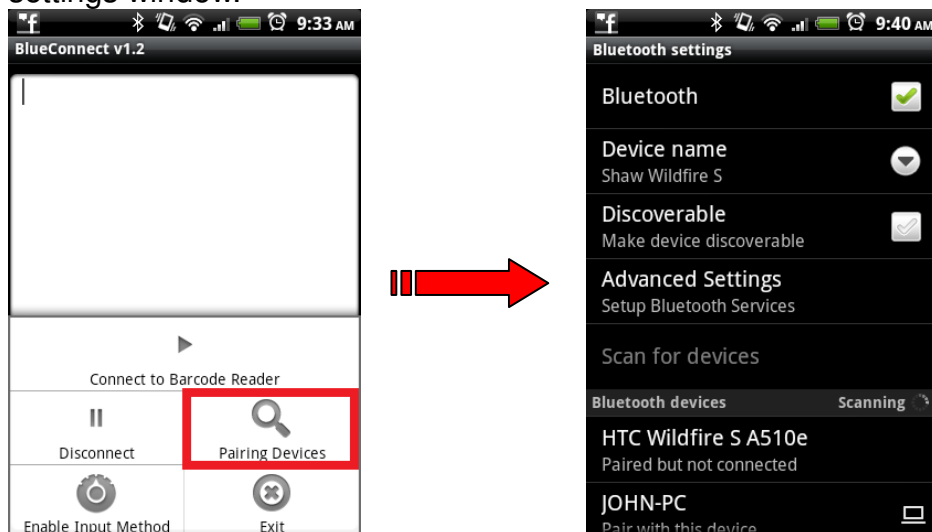 settings window.
9:33 AM
BlueConnect v1.2
Connect to Barcode Reader
Disconnect
Pairing Devices
Enable Input Method
Exit
9:40 AM
Bluetooth settings
Bluetooth
Device name
Shaw Wildfire S
Discoverable
Make device discoverable
Advanced Settings
Setup Bluetooth Services
Scan for devices
Bluetooth devices Scanning
HTC Wildfire S A510e
Paired but not connected
JOHN-PC
Pair with this device